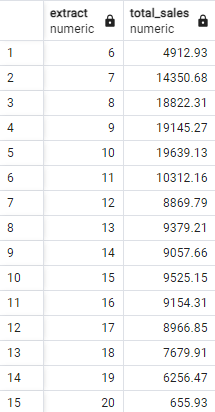 extract total_sales
numeric numeric
1 6 4912.93
2 7 14350.68
3 8 18822.31
4 9 19145.27
5 10 19639.13
6 11 10312.16
7 12 8869.79
8 13 9379.21
9 14 9057.66
10 15 9525.15
11 16 9154.31
12 17 8966.85
13 18 7679.91
14 19 6256.47
15 20 655.93